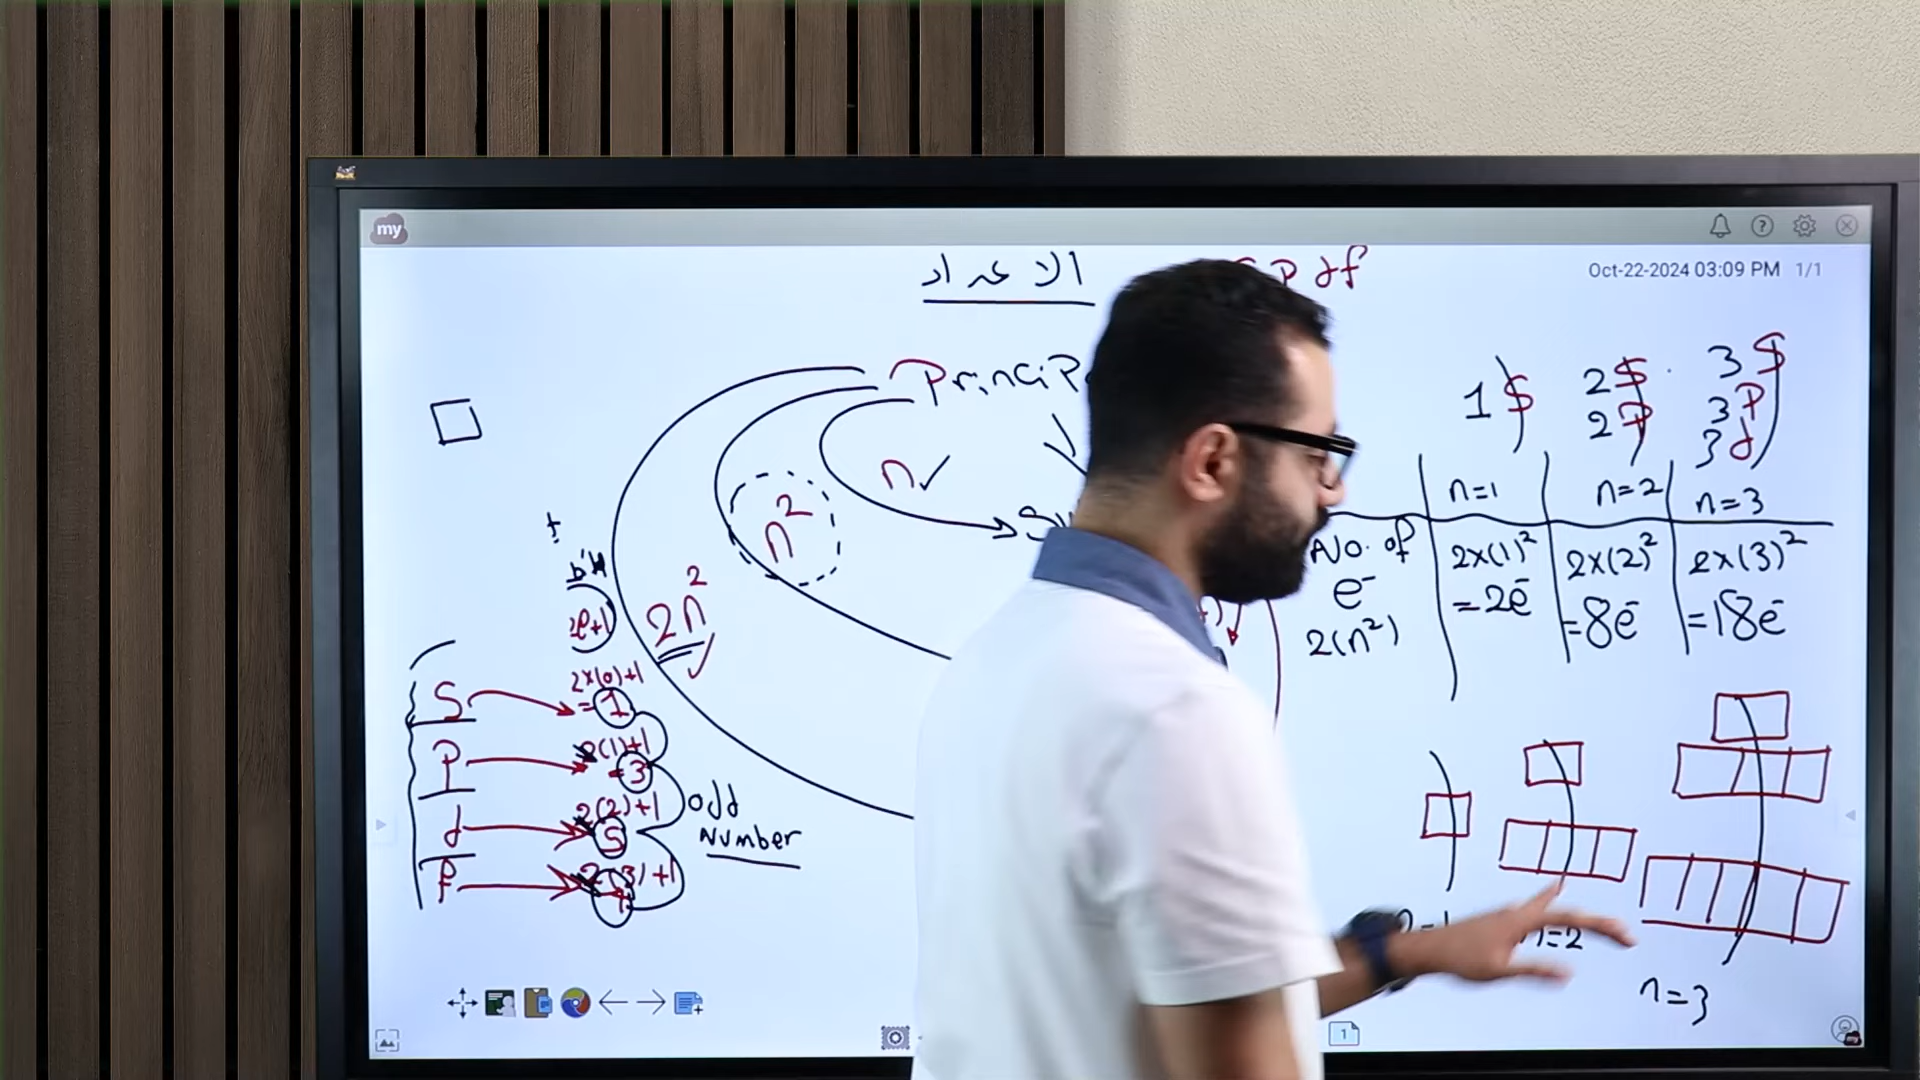 my
Oct-22-2024 03:09 PM 1/1
الاعداد
P d f
PrinciP
n✓
n²
2n²
1s
2s
2P
3s
3P
3d
n=1
n=2
n=3
No. of
e⁻
2(n²)
2×(1)²
=2e⁻
2×(2)²
=8e⁻
2×(3)²
=18e⁻
2l+1
S
2×(0)+1
=1
P
2(1)+1
=3
d
2(2)+1
5
f
2(3)+1
odd
Number
n=2
n=3
1